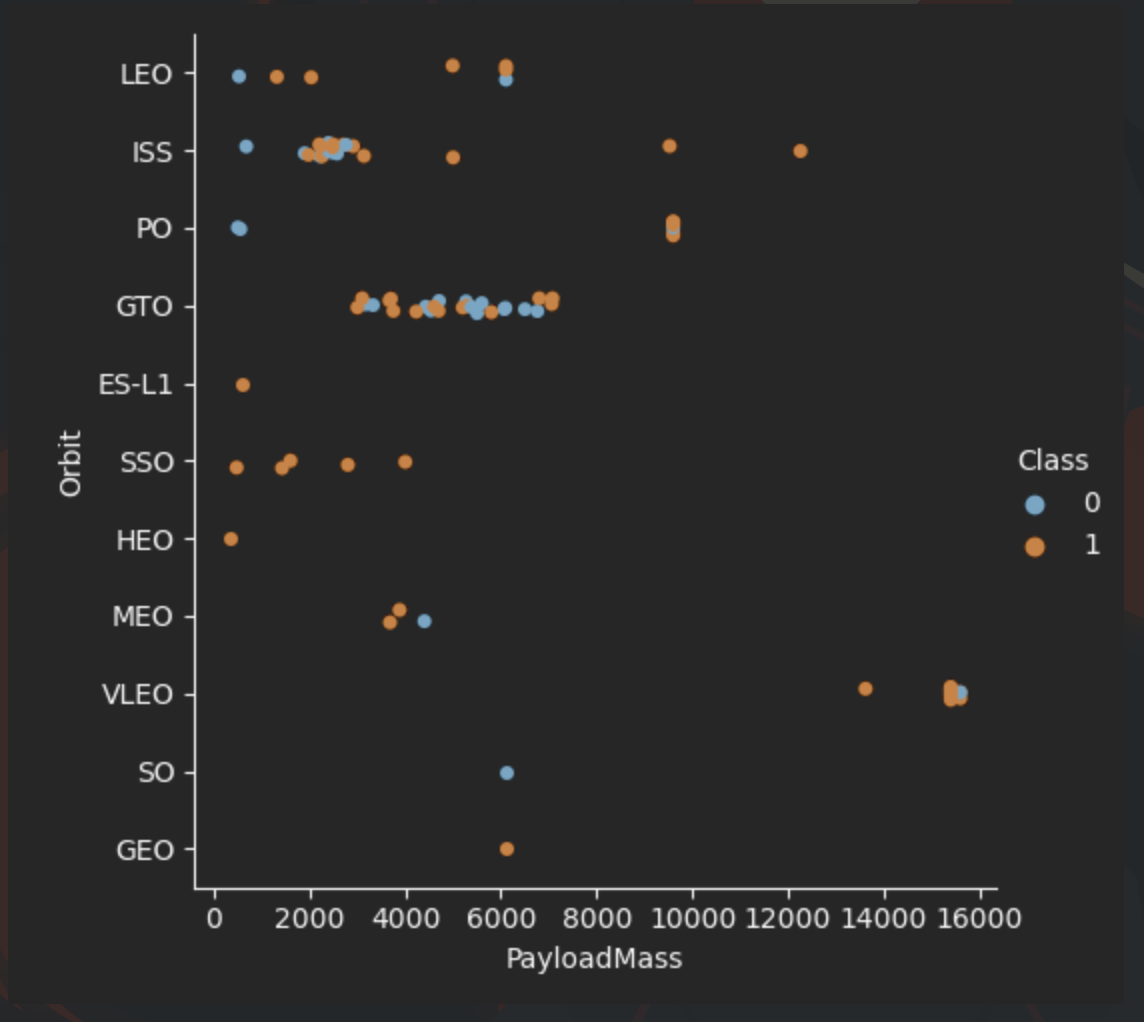 LEO
ISS
PO
GTO
ES-L1
SSO
HEO
MEO
VLEO
SO
GEO
Orbit
0 2000 4000 6000 8000 10000 12000 14000 16000
PayloadMass
Class
0
1